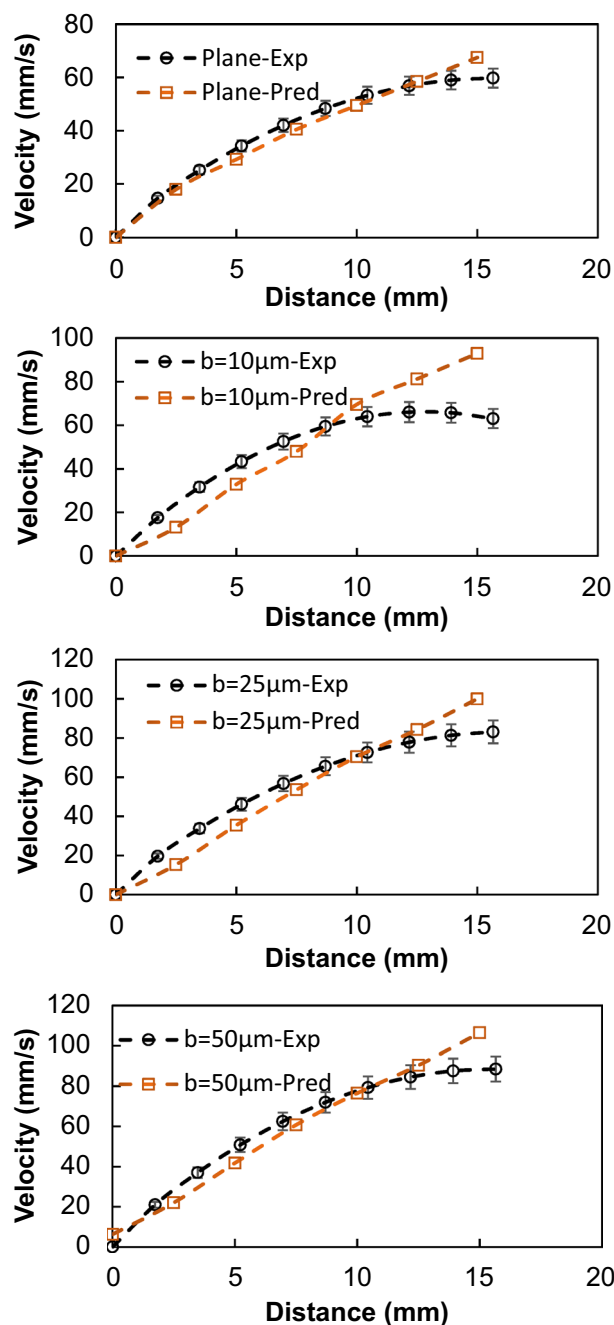 80
60
40
20
0
Velocity (mm/s)
Plane-Exp
Plane-Pred
0 5 10 15 20
Distance (mm)
100
80
60
40
20
0
Velocity (mm/s)
b=10μm-Exp
b=10μm-Pred
0 5 10 15 20
Distance (mm)
120
100
80
60
40
20
0
Velocity (mm/s)
b=25μm-Exp
b=25μm-Pred
0 5 10 15 20
Distance (mm)
120
100
80
60
40
20
0
Velocity (mm/s)
b=50μm-Exp
b=50μm-Pred
0 5 10 15 20
Distance (mm)